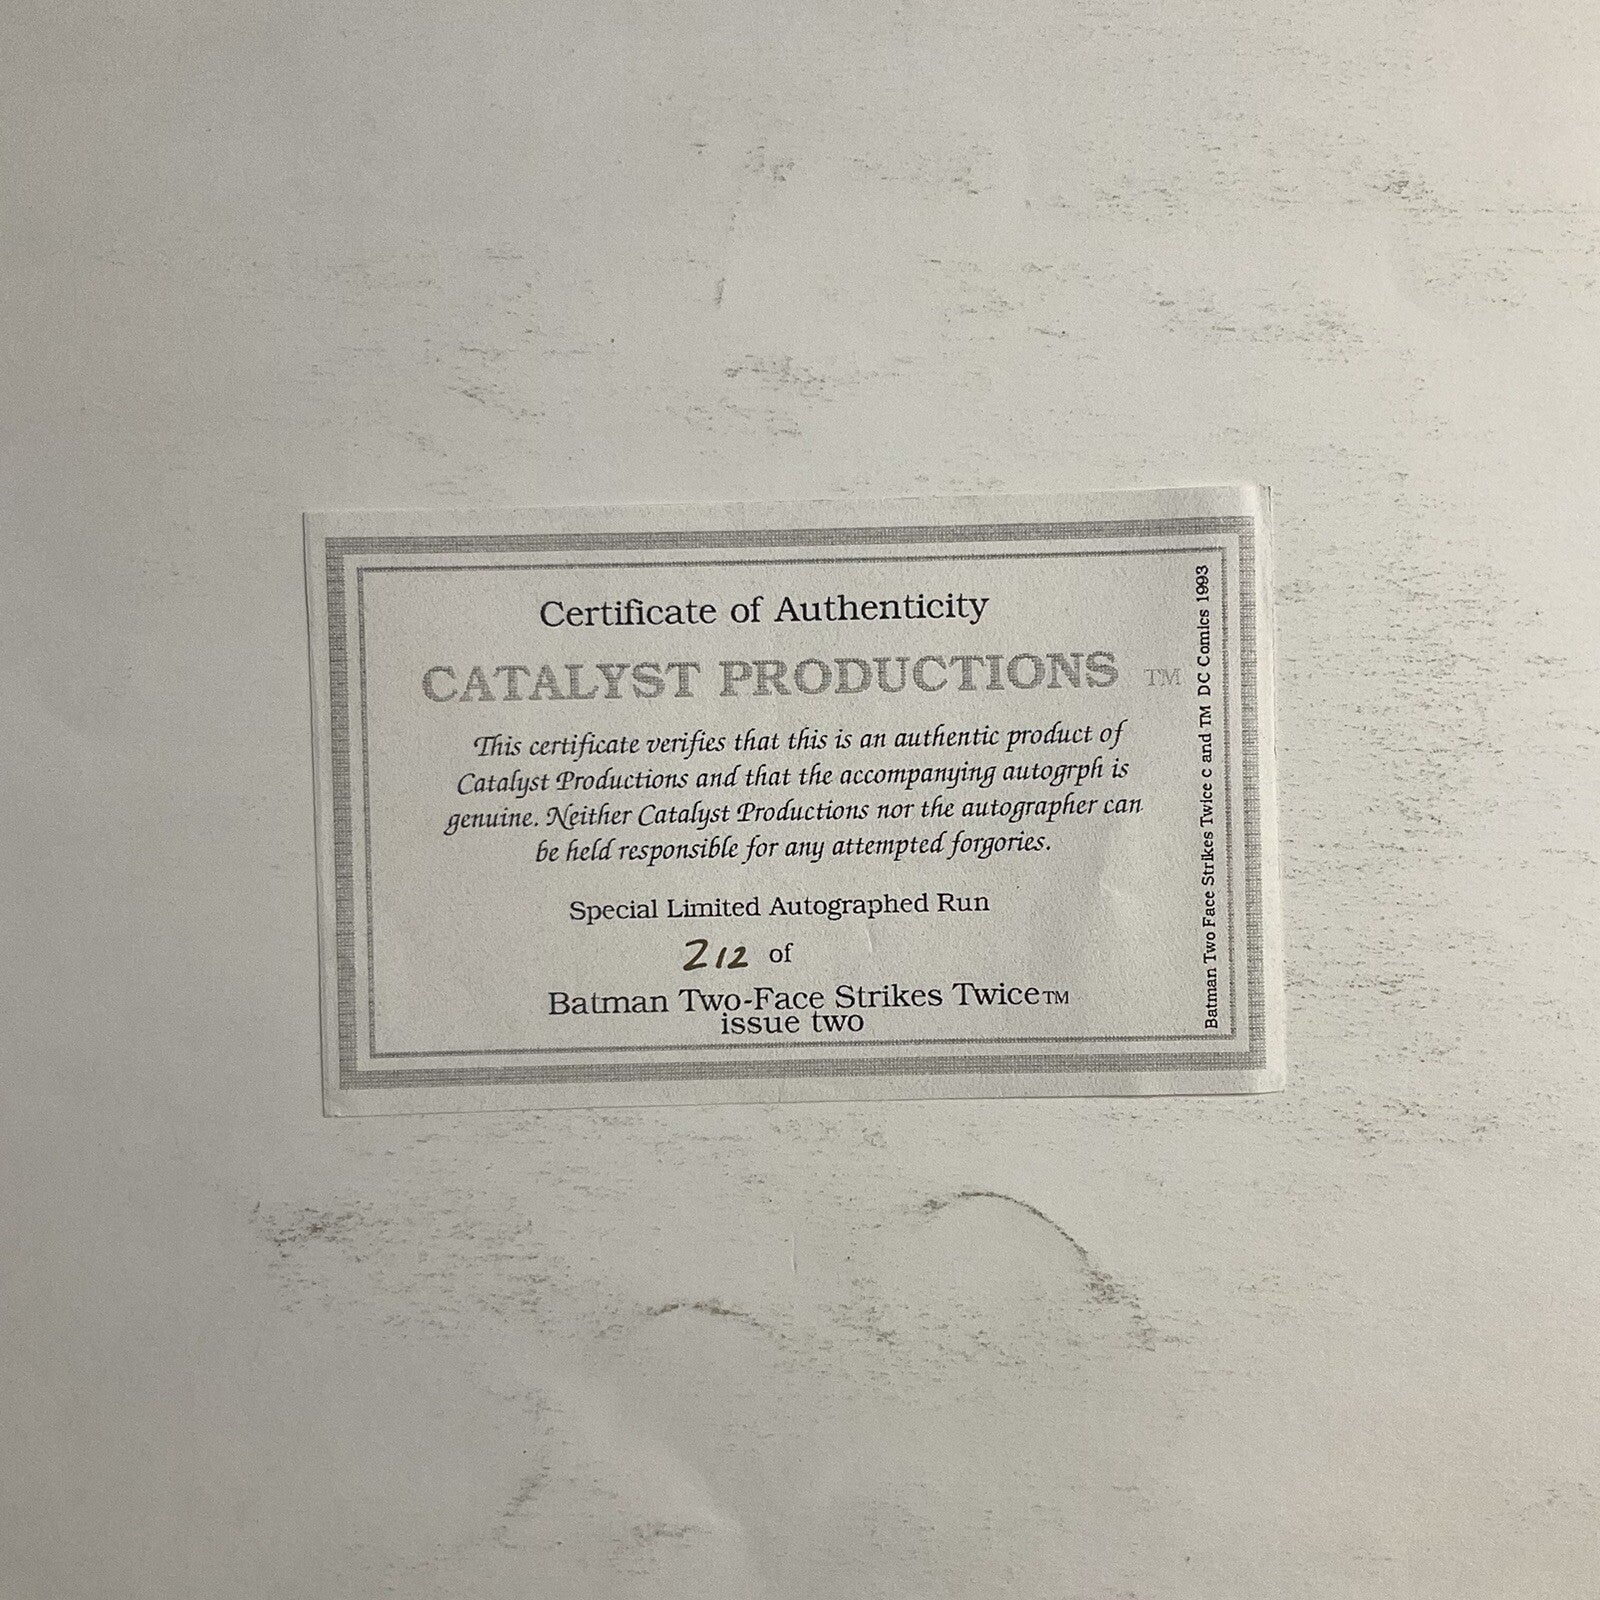 Certificate of Authenticity
CATALYST PRODUCTIONS TM
This certificate verifies that this is an authentic product of
Catalyst Productions and that the accompanying autogrph is
genuine. Neither Catalyst Productions nor the autographer can
be held responsible for any attempted forgories.
Special Limited Autographed Run
212 of
Batman Two-Face Strikes Twice™
issue two
Batman Two Face Strikes Twice c and TM DC Comics 1993